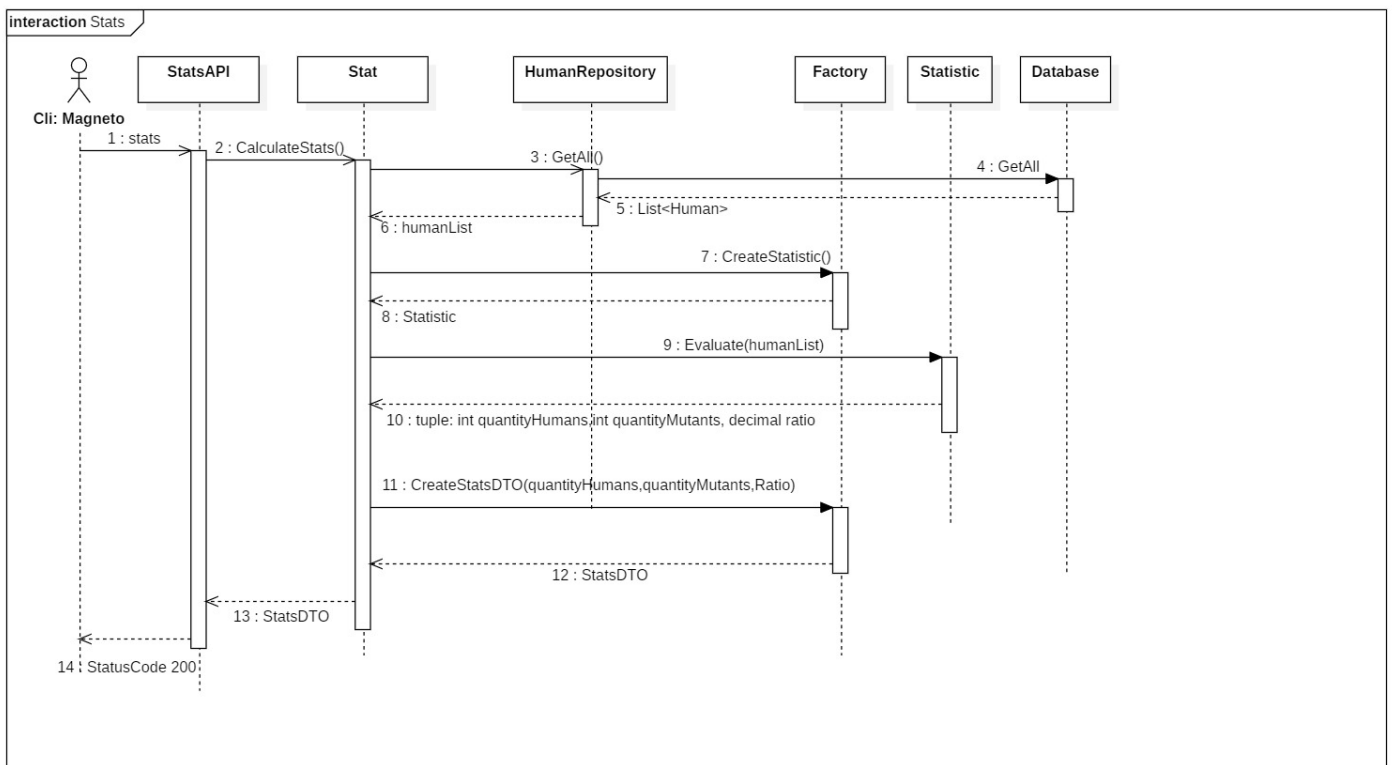 interaction Stats
StatsAPI
Stat
HumanRepository
Factory
Statistic
Database
Cli: Magneto
1 : stats
2 : CalculateStats()
3 : GetAll()
4 : GetAll
5 : List<Human>
6 : humanList
7 : CreateStatistic()
8 : Statistic
9 : Evaluate(humanList)
10 : tuple: int quantityHumans,int quantityMutants, decimal ratio
11 : CreateStatsDTO(quantityHumans,quantityMutants,Ratio)
12 : StatsDTO
13 : StatsDTO
14 : StatusCode 200